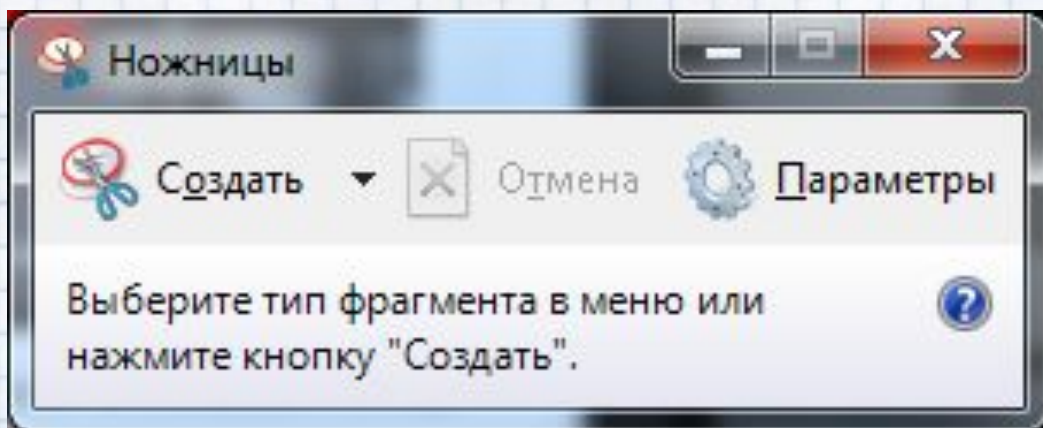 Ножницы
Создать Отмена Параметры
Выберите тип фрагмента в меню или
нажмите кнопку "Создать".